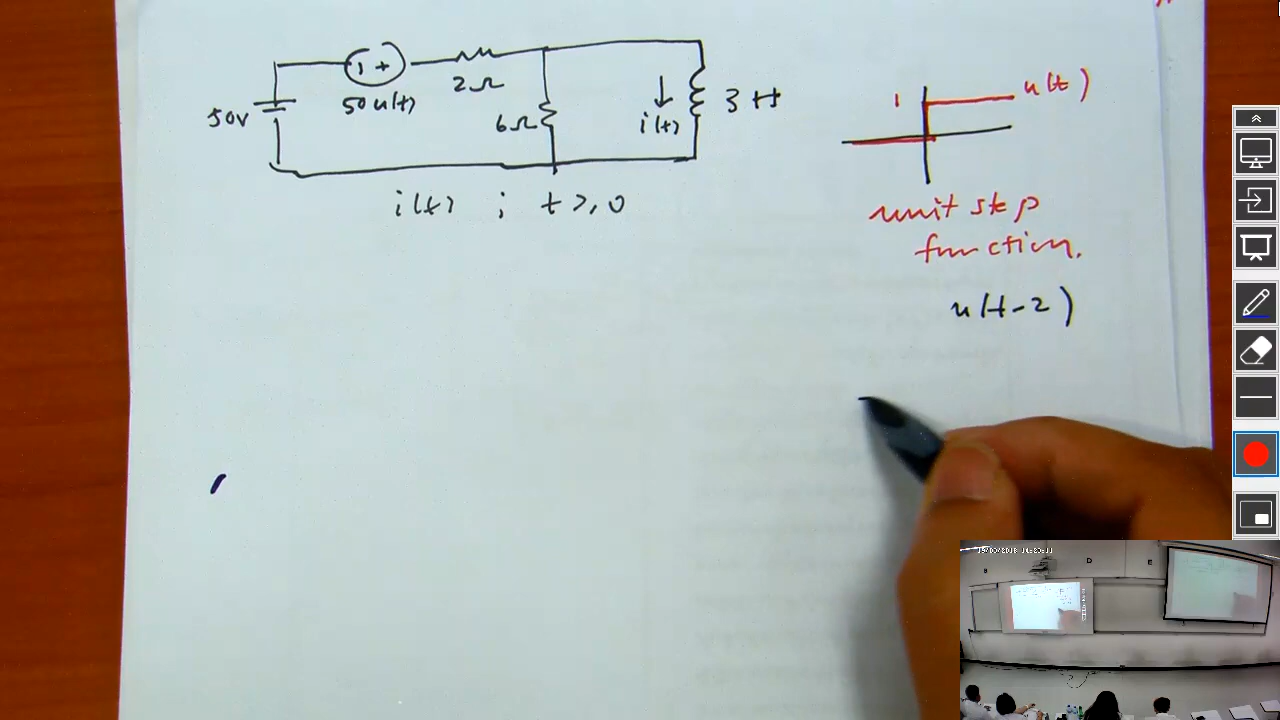 50V
50u(t)
2Ω
6Ω
i(t)
3H
i(t) ; t≥0
1
u(t)
unit step
function.
u(t-2)
B
D
E